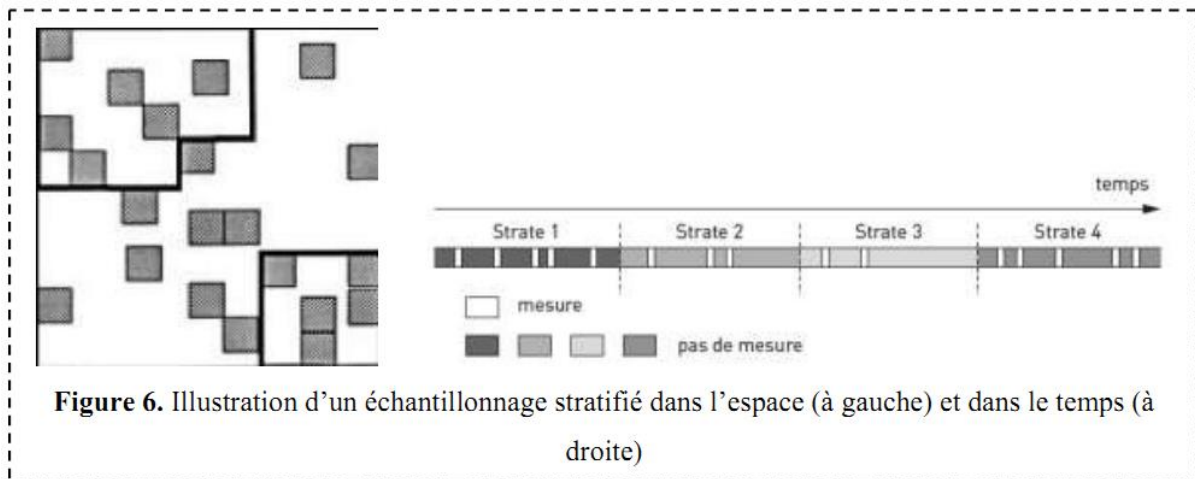 temps
Strate 1 Strate 2 Strate 3 Strate 4
mesure
pas de mesure
Figure 6. Illustration d’un échantillonnage stratifié dans l’espace (à gauche) et dans le temps (à
droite)